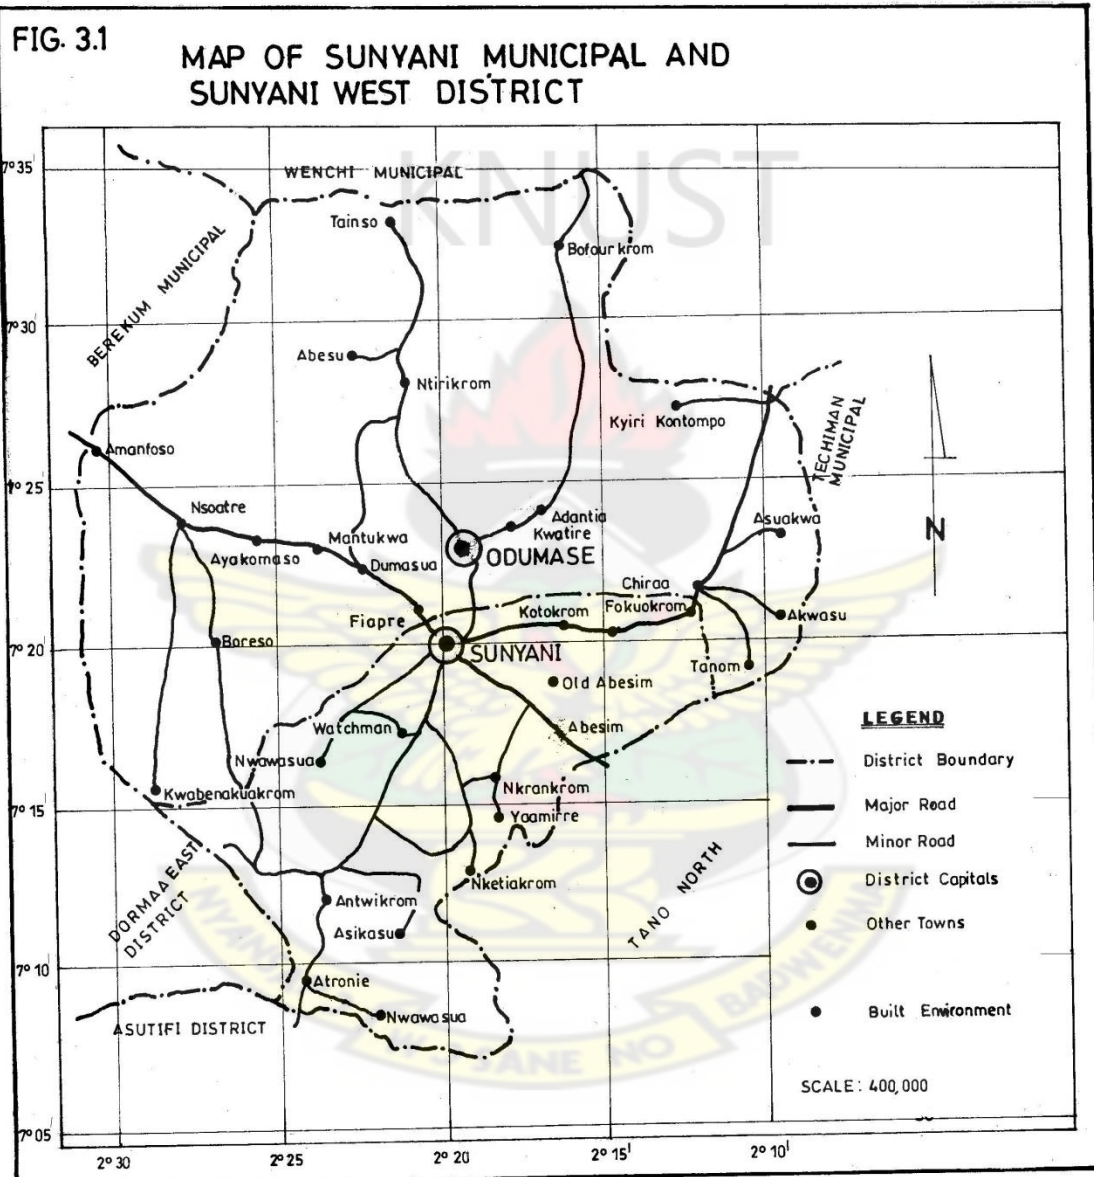 FIG. 3.1
MAP OF SUNYANI MUNICIPAL AND
SUNYANI WEST DISTRICT
KNUST
7° 35'
WENCHI MUNICIPAL
Tainso
Bofourkrom
BEREKUM MUNICIPAL
7° 30'
Abesu
Ntirikrom
Kyiri Kontompo
TECHIMAN
MUNICIPAL
Amanfoso
7° 25'
Nsoatre
Adantia
Kwatire
Asuakwa
N
Mantukwa
Ayakomaso
Dumasua
ODUMASE
Chiraa
Fiapre
Kotokrom
Fokuokrom
Akwasu
7° 20'
Boreso
SUNYANI
Tanom
Old Abesim
Watchman
Abesim
Nwawasua
Nkrankrom
Kwabenakuakrom
7° 15'
Yaamirre
Nketiakrom
DORMAA EAST
DISTRICT
TANO NORTH
Antwikrom
Asikasu
7° 10'
Atronie
Nwawasua
ASUTIFI DISTRICT
7° 05'
2° 30
2° 25
2° 20
2° 15'
2° 10'
LEGEND
District Boundary
Major Road
Minor Road
District Capitals
Other Towns
Built Environment
SCALE: 400,000
SANE NO
BADWENMA